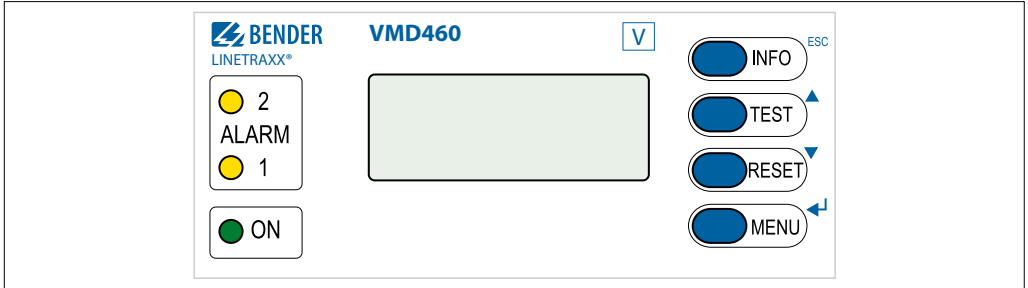 BENDER
LINETRAXX®
VMD460
V
2
ALARM
1
ON
ESC
INFO
TEST
RESET
MENU